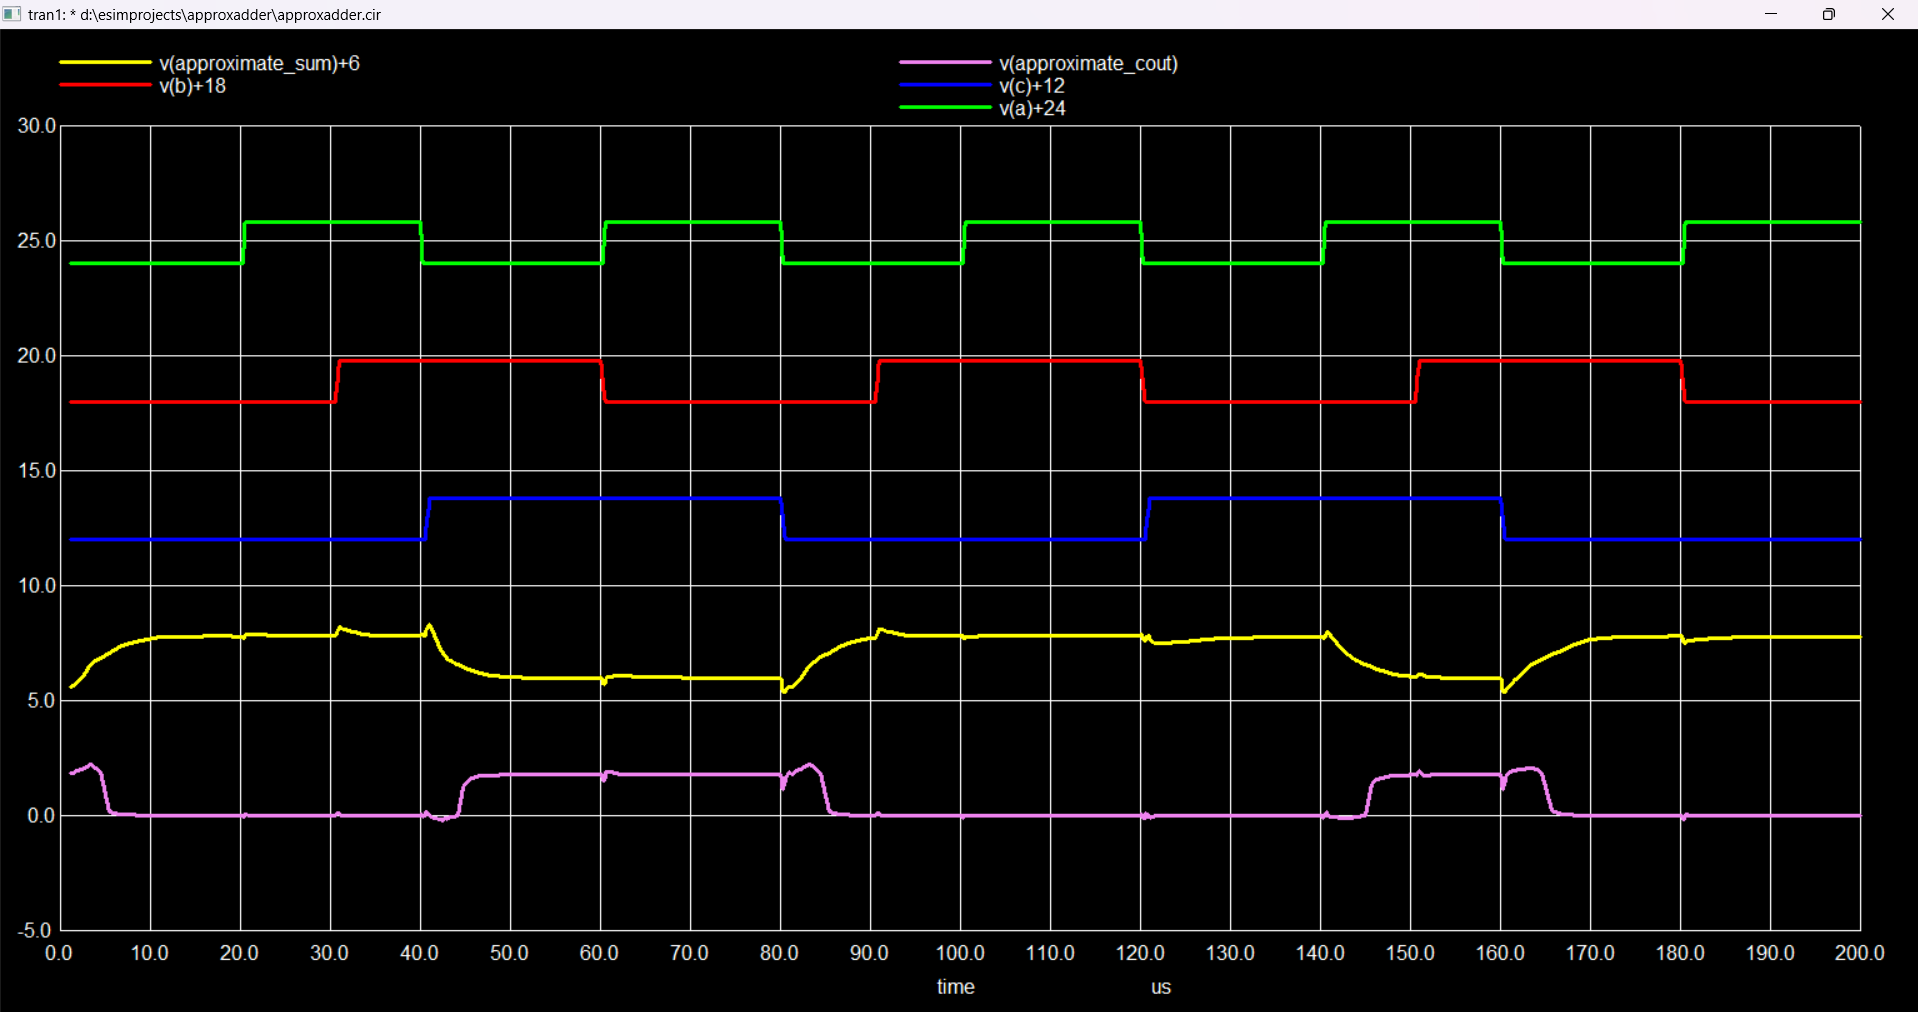 tran1: * d:\esimprojects\approxadder\approxadder.cir
v(approximate_sum)+6 v(approximate_cout)
v(b)+18 v(c)+12
v(a)+24
30.0
25.0
20.0
15.0
10.0
5.0
0.0
-5.0
0.0 10.0 20.0 30.0 40.0 50.0 60.0 70.0 80.0 90.0 100.0 110.0 120.0 130.0 140.0 150.0 160.0 170.0 180.0 190.0 200.0
time us